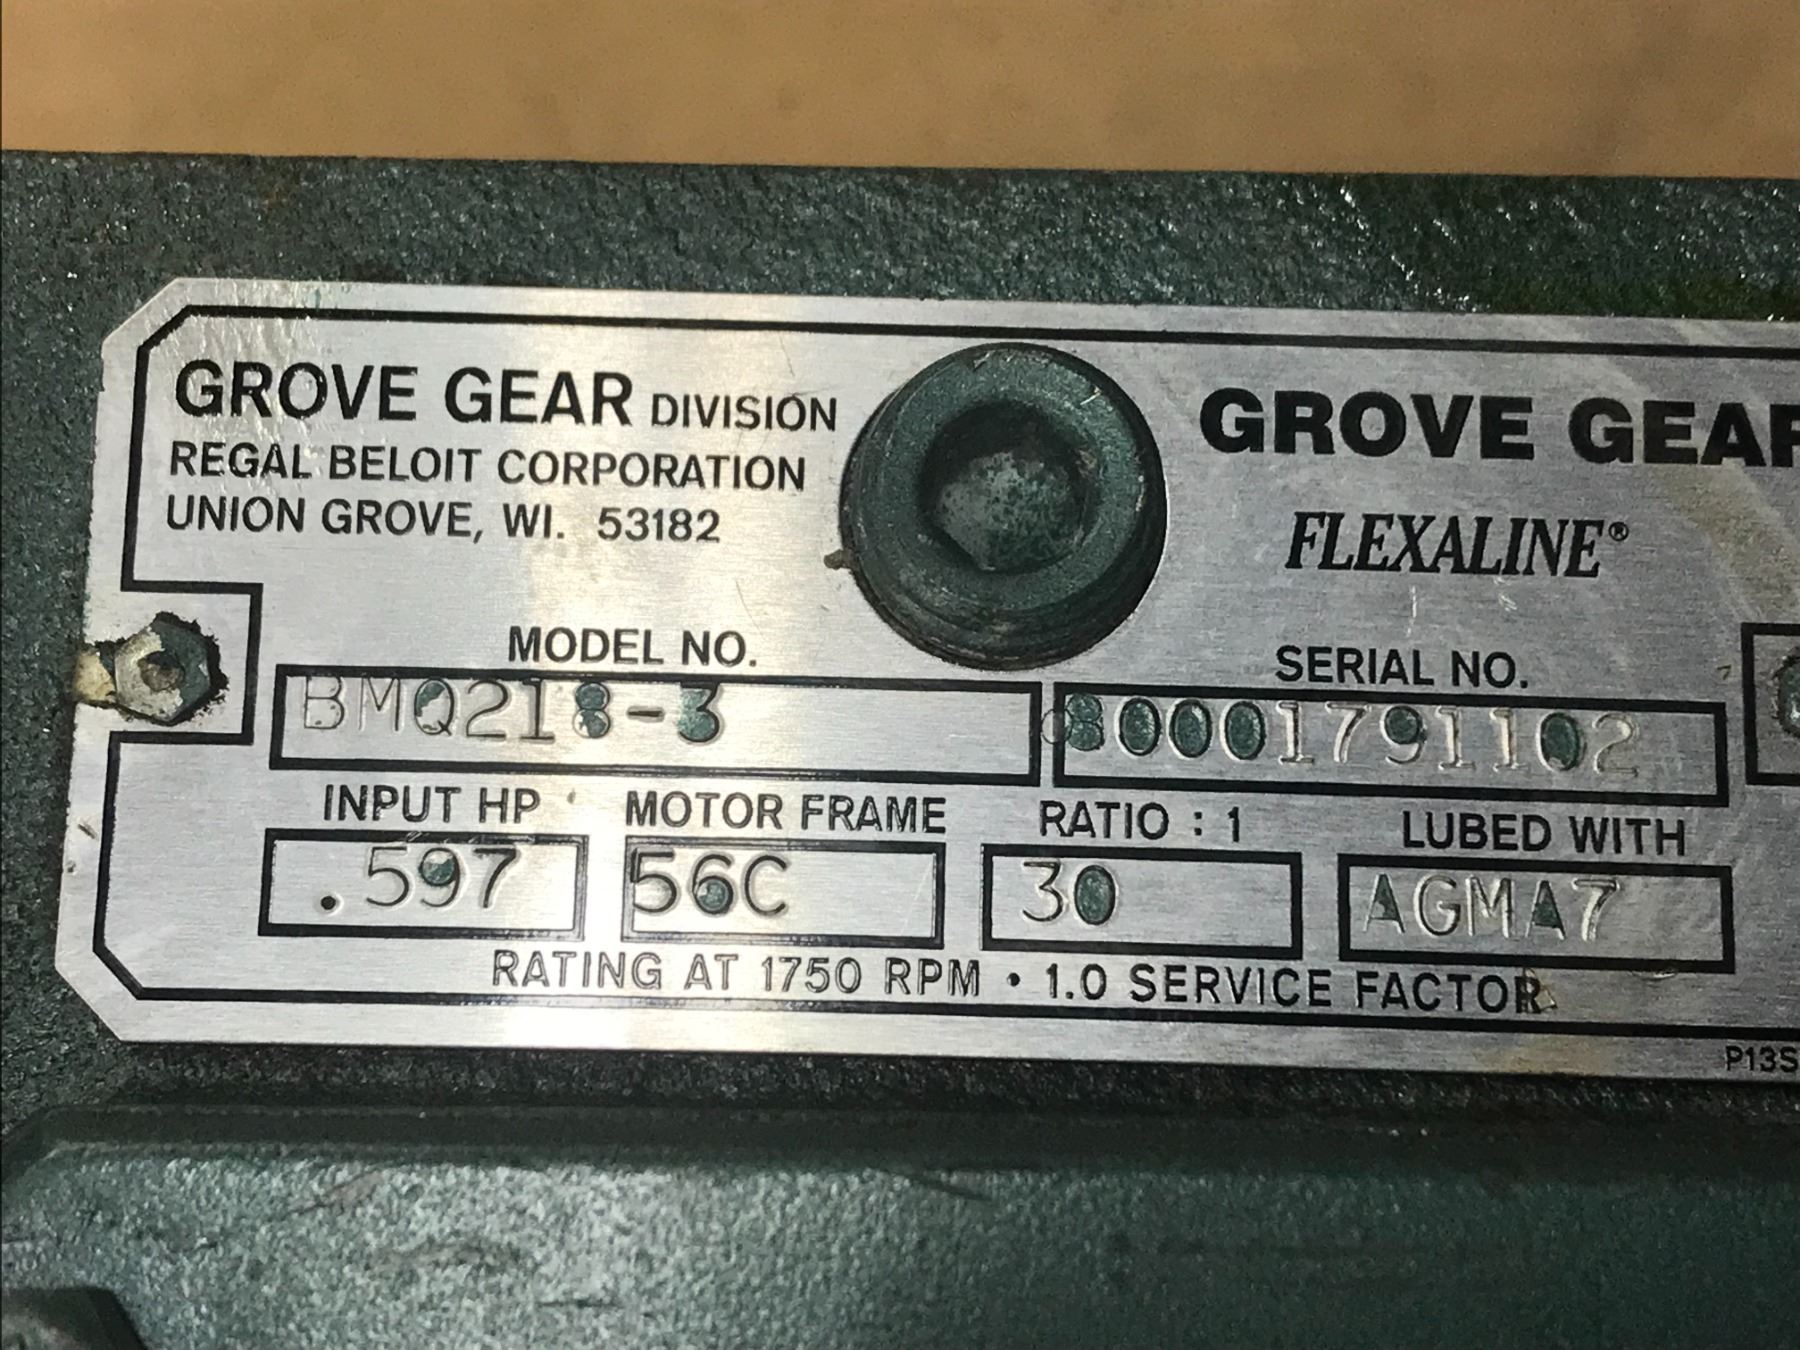 GROVE GEAR DIVISION
REGAL BELOIT CORPORATION
UNION GROVE, WI. 53182
GROVE GEAR
FLEXALINE®
MODEL NO.
BMQ218-3
SERIAL NO.
80001791102
INPUT HP
.597
MOTOR FRAME
56C
RATIO : 1
30
LUBED WITH
AGMA7
RATING AT 1750 RPM • 1.0 SERVICE FACTOR